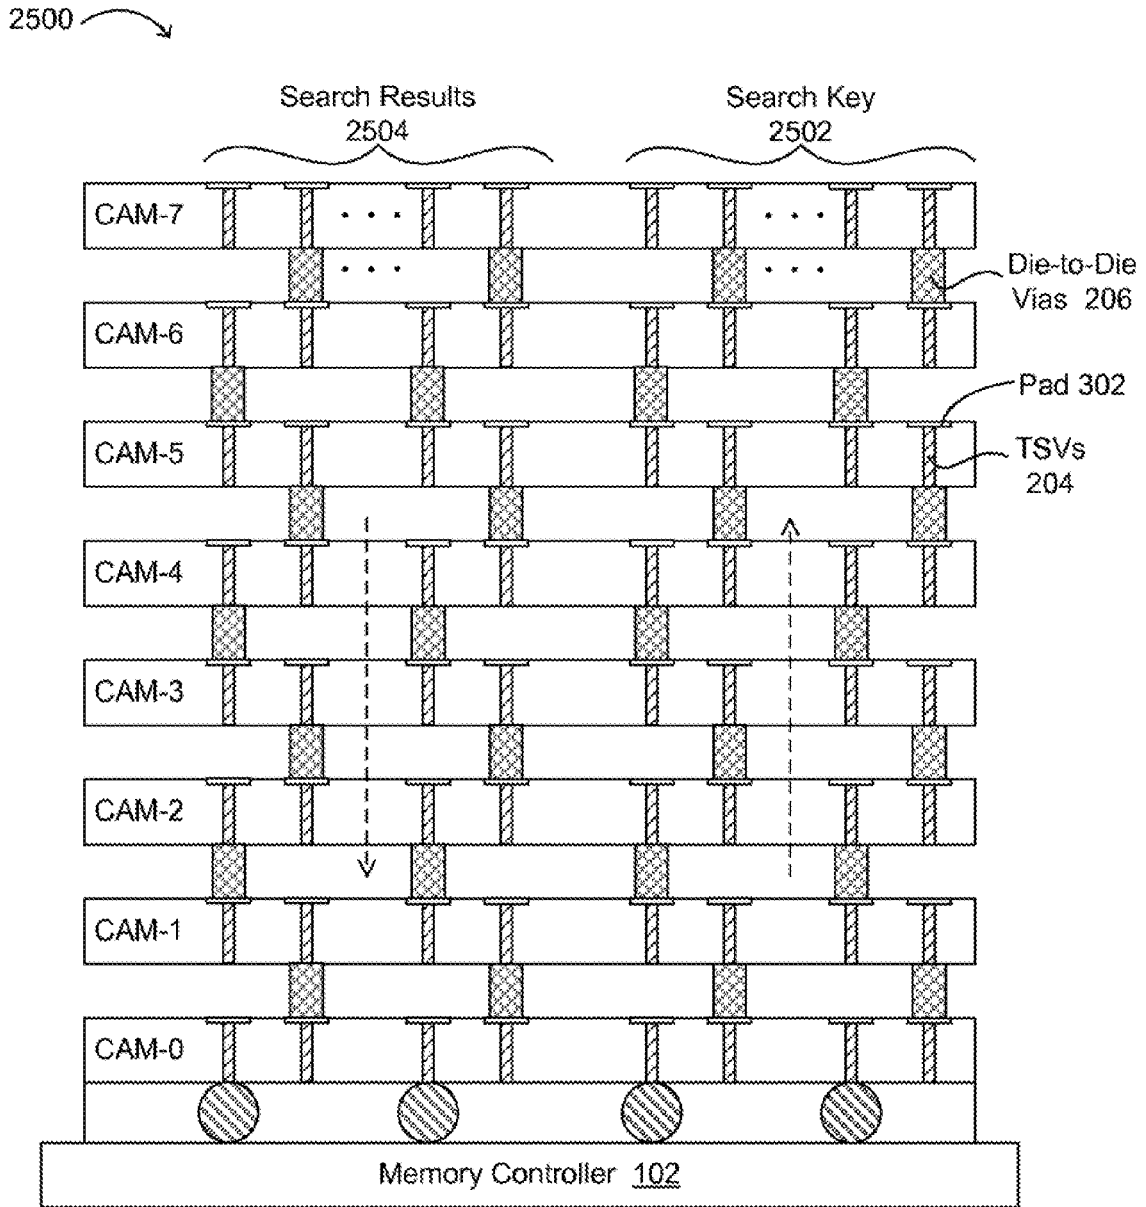 2500
Search Results
2504
Search Key
2502
CAM-7
Die-to-Die
Vias 206
CAM-6
Pad 302
CAM-5
TSVs
204
CAM-4
CAM-3
CAM-2
CAM-1
CAM-0
Memory Controller 102